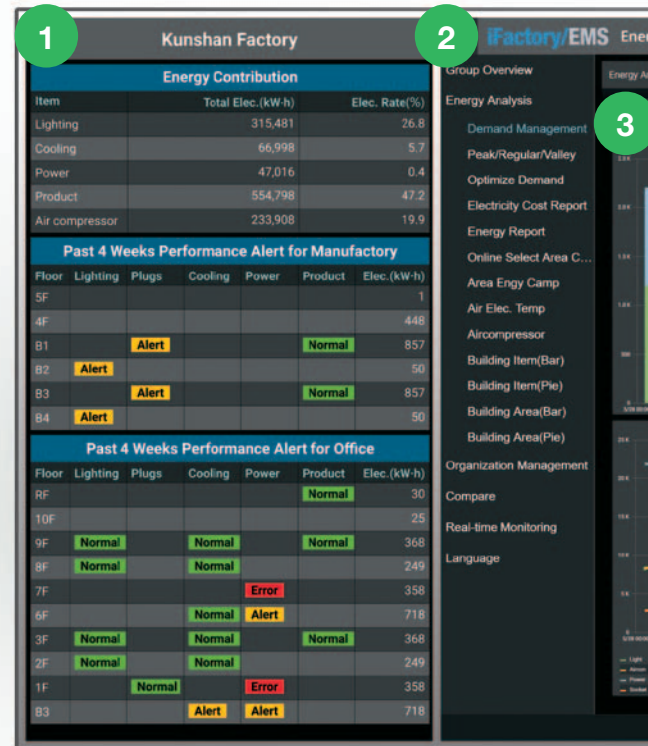 1
Kunshan Factory
Energy Contribution
Item Total Elec.(kW·h) Elec. Rate(%)
Lighting 315,481 26.8
Cooling 66,998 5.7
Power 47,016 0.4
Product 554,798 47.2
Air compressor 233,908 19.9
Past 4 Weeks Performance Alert for Manufactory
Floor Lighting Plugs Cooling Power Product Elec.(kW·h)
5F 1
4F 448
B1 Alert Normal 857
B2 Alert 50
B3 Alert Normal 857
B4 Alert 50
Past 4 Weeks Performance Alert for Office
Floor Lighting Plugs Cooling Power Product Elec.(kW·h)
RF Normal 30
10F 25
9F Normal Normal Normal 368
8F Normal Normal 249
7F Error 358
6F Normal Alert 718
3F Normal Normal Normal 368
2F Normal Normal 249
1F Normal Error 358
B3 Alert Alert 718
2
iFactory/EMS Ener
Group Overview
Energy Analysis
Demand Management
Peak/Regular/Valley
Optimize Demand
Electricity Cost Report
Energy Report
Online Select Area C...
Area Engy Camp
Air Elec. Temp
Aircompressor
Building Item(Bar)
Building Item(Pie)
Building Area(Bar)
Building Area(Pie)
Organization Management
Compare
Real-time Monitoring
Language
Energy An
3
Light
Power
Socket